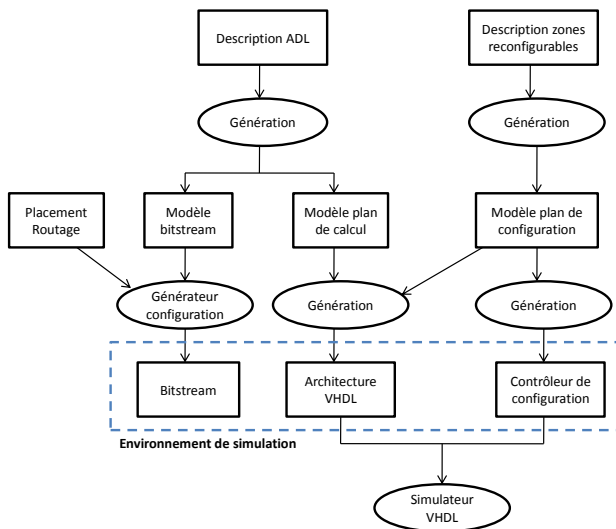 Description ADL
Description zones
reconfigurables
Génération
Génération
Placement
Routage
Modèle
bitstream
Modèle plan
de calcul
Modèle plan de
configuration
Générateur
configuration
Génération
Génération
Bitstream
Architecture
VHDL
Contrôleur de
configuration
Environnement de simulation
Simulateur
VHDL